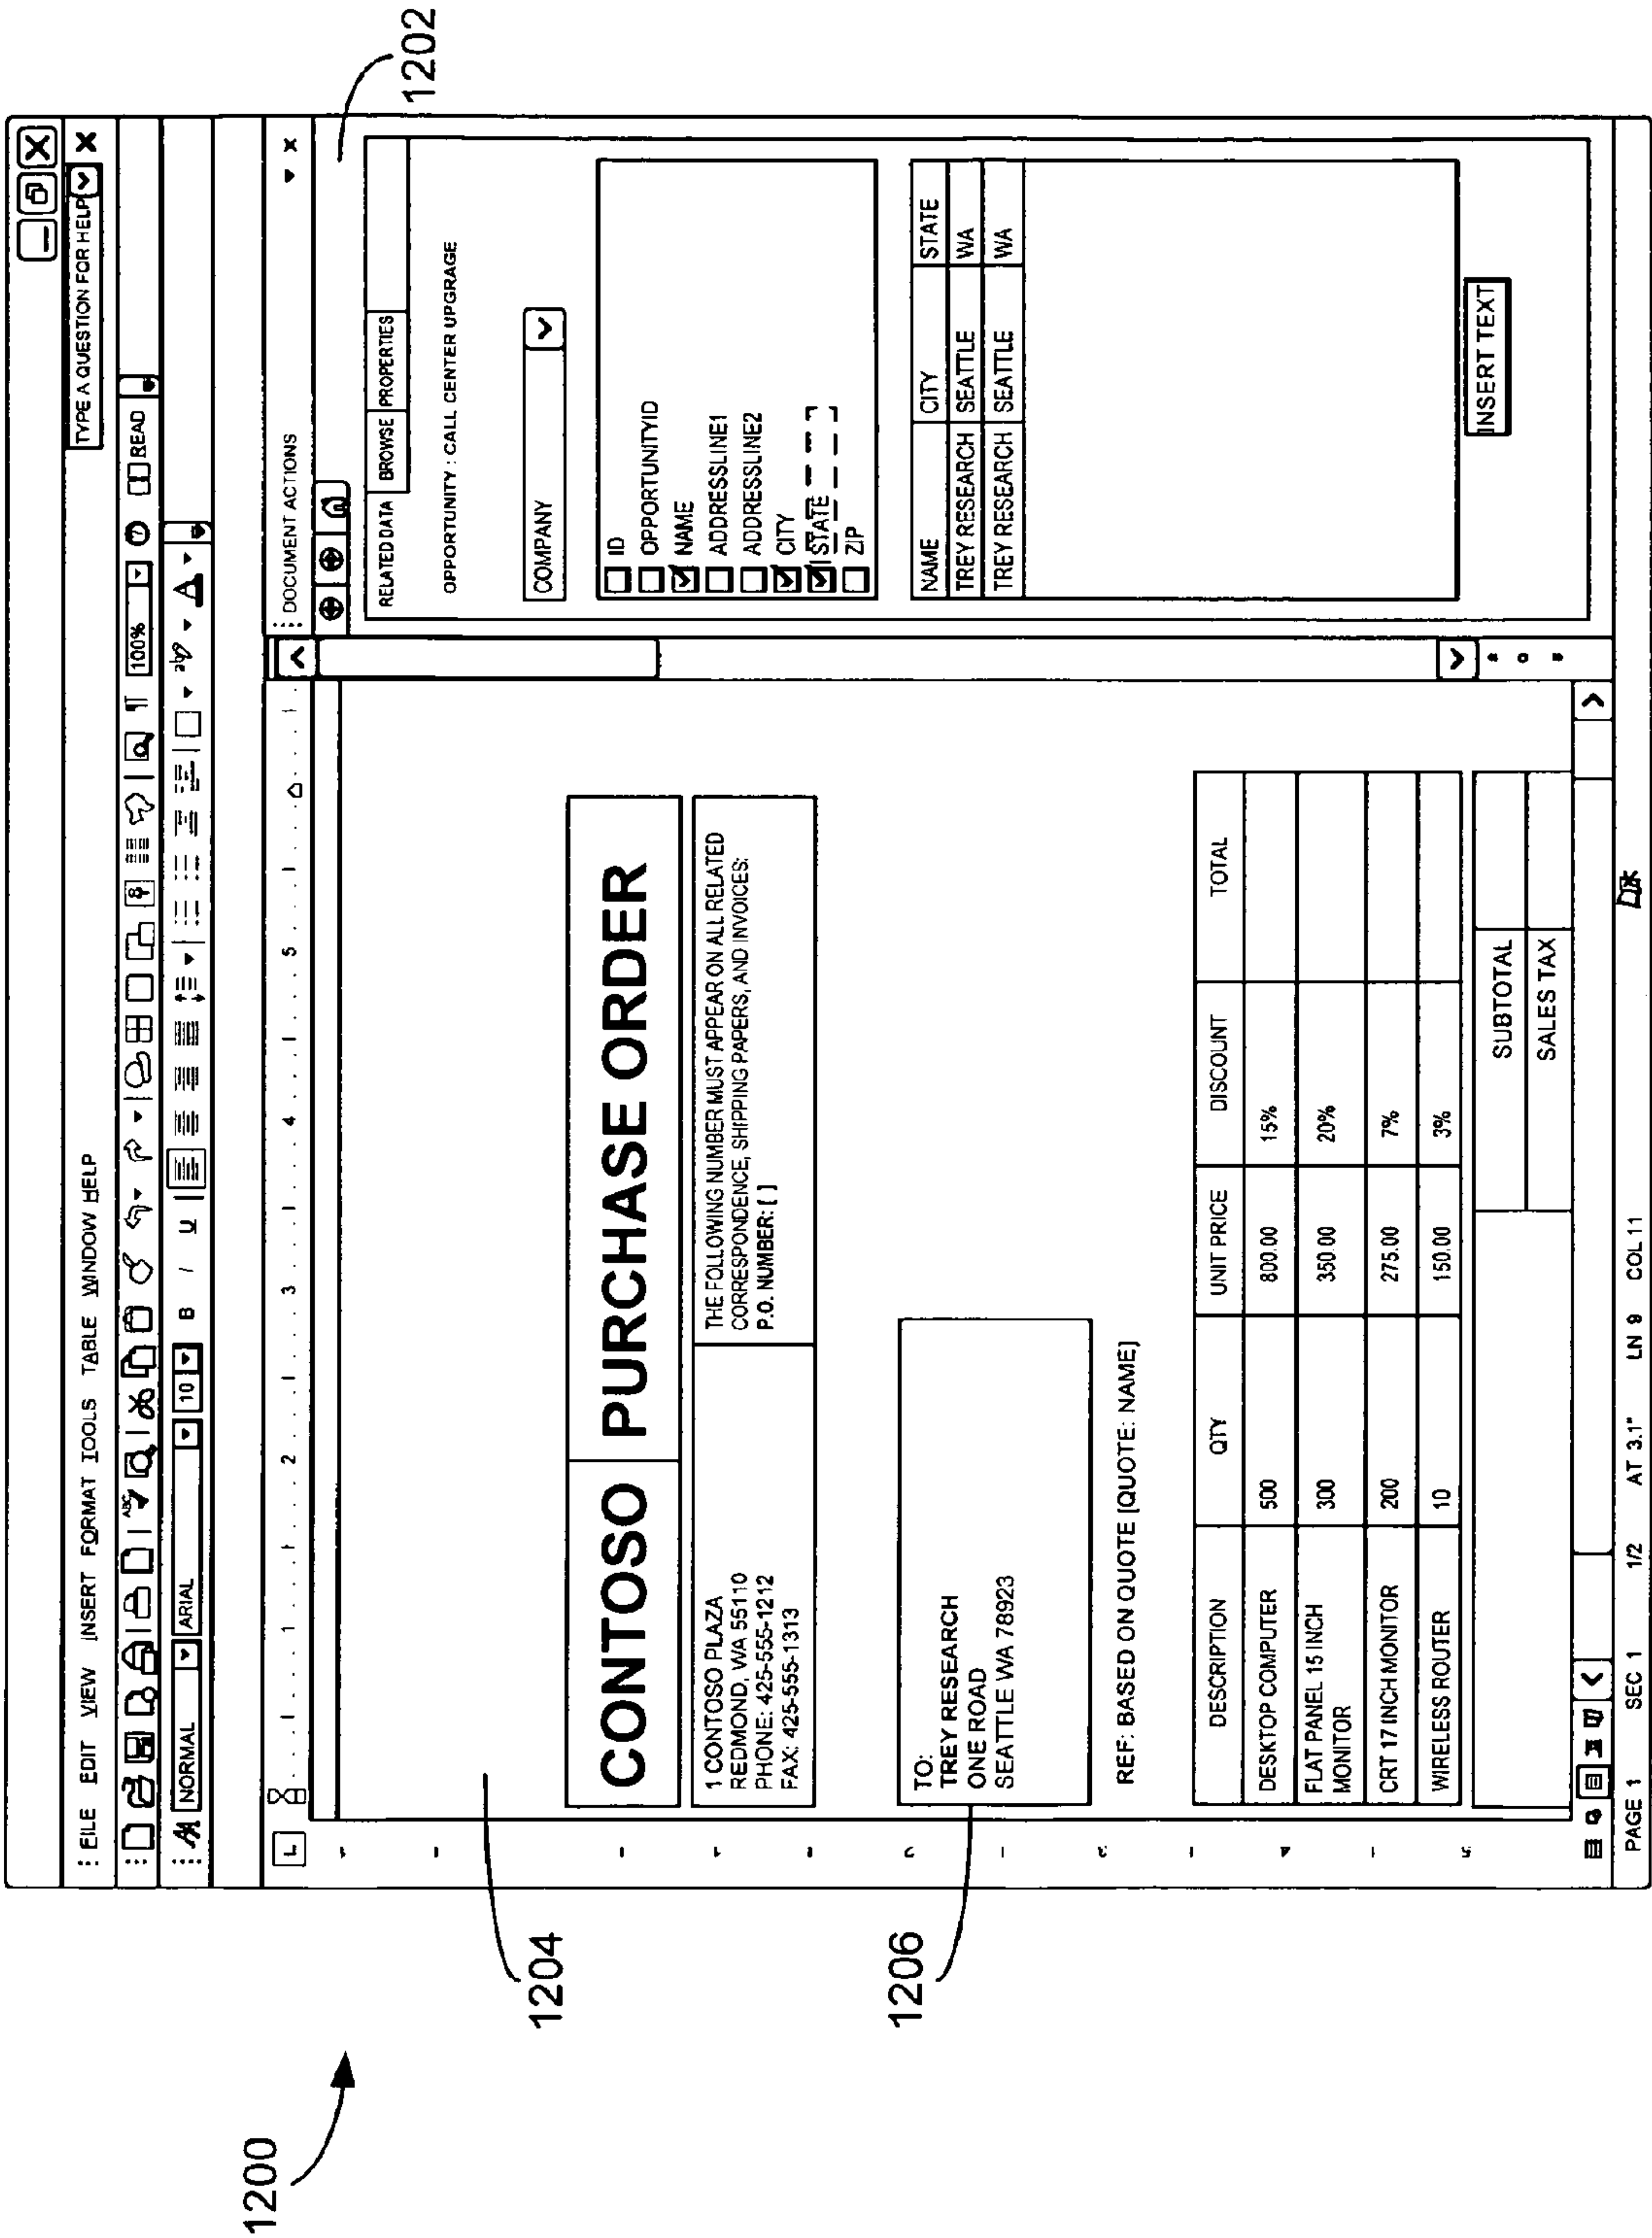 1200
1202
TYPE A QUESTION FOR HELP
FILE EDIT VIEW INSERT FORMAT TOOLS TABLE WINDOW HELP
ABC 100% READ
NORMAL ARIAL 10 B / U A
L 1 2 3 4 5
DOCUMENT ACTIONS
RELATED DATA BROWSE PROPERTIES
OPPORTUNITY : CALL CENTER UPGRAGE
COMPANY
ID
OPPORTUNITYID
NAME
ADDRESSLINE1
ADDRESSLINE2
CITY
STATE
ZIP
NAME CITY STATE
TREY RESEARCH SEATTLE WA
TREY RESEARCH SEATTLE WA
INSERT TEXT
1204
CONTOSO PURCHASE ORDER
1 CONTOSO PLAZA
REDMOND, WA 55110
PHONE: 425-555-1212
FAX: 425-555-1313
THE FOLLOWING NUMBER MUST APPEAR ON ALL RELATED
CORRESPONDENCE, SHIPPING PAPERS, AND INVOICES:
P.O. NUMBER: [ ]
1206
TO:
TREY RESEARCH
ONE ROAD
SEATTLE WA 78923
REF: BASED ON QUOTE [QUOTE: NAME]
DESCRIPTION QTY UNIT PRICE DISCOUNT TOTAL
DESKTOP COMPUTER 500 800.00 15%
FLAT PANEL 15 INCH
MONITOR 300 350.00 20%
CRT 17 INCH MONITOR 200 275.00 7%
WIRELESS ROUTER 10 150.00 3%
SUBTOTAL
SALES TAX
PAGE 1 SEC 1 1/2 AT 3.1" LN 9 COL 11